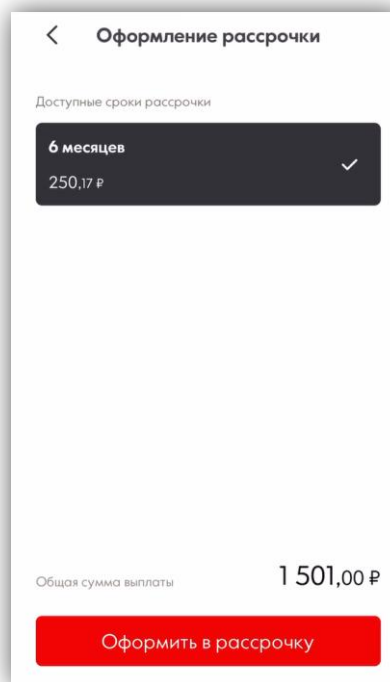 Оформление рассрочки
Доступные сроки рассрочки
6 месяцев
250,17 ₽
Общая сумма выплаты
1 501,00 ₽
Оформить в рассрочку